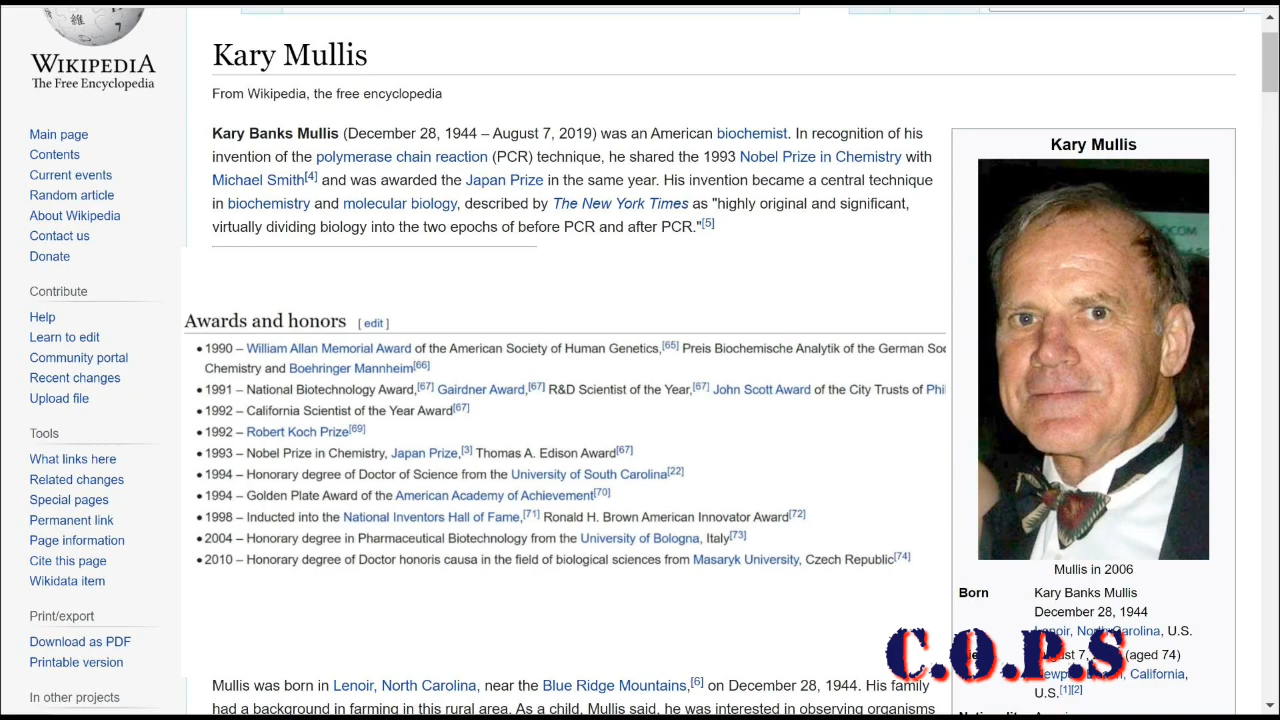 維
WIKIPEDIA
The Free Encyclopedia
Main page
Contents
Current events
Random article
About Wikipedia
Contact us
Donate
Contribute
Help
Learn to edit
Community portal
Recent changes
Upload file
Tools
What links here
Related changes
Special pages
Permanent link
Page information
Cite this page
Wikidata item
Print/export
Download as PDF
Printable version
In other projects
Kary Mullis
From Wikipedia, the free encyclopedia
Kary Banks Mullis (December 28, 1944 – August 7, 2019) was an American biochemist. In recognition of his
invention of the polymerase chain reaction (PCR) technique, he shared the 1993 Nobel Prize in Chemistry with
Michael Smith[4] and was awarded the Japan Prize in the same year. His invention became a central technique
in biochemistry and molecular biology, described by The New York Times as "highly original and significant,
virtually dividing biology into the two epochs of before PCR and after PCR."[5]
Awards and honors [ edit ]
• 1990 – William Allan Memorial Award of the American Society of Human Genetics,[65] Preis Biochemische Analytik of the German Soc
Chemistry and Boehringer Mannheim[66]
• 1991 – National Biotechnology Award,[67] Gairdner Award,[67] R&D Scientist of the Year,[67] John Scott Award of the City Trusts of Phi
• 1992 – California Scientist of the Year Award[67]
• 1992 – Robert Koch Prize[69]
• 1993 – Nobel Prize in Chemistry, Japan Prize,[3] Thomas A. Edison Award[67]
• 1994 – Honorary degree of Doctor of Science from the University of South Carolina[22]
• 1994 – Golden Plate Award of the American Academy of Achievement[70]
• 1998 – Inducted into the National Inventors Hall of Fame,[71] Ronald H. Brown American Innovator Award[72]
• 2004 – Honorary degree in Pharmaceutical Biotechnology from the University of Bologna, Italy[73]
• 2010 – Honorary degree of Doctor honoris causa in the field of biological sciences from Masaryk University, Czech Republic[74]
Mullis was born in Lenoir, North Carolina, near the Blue Ridge Mountains,[6] on December 28, 1944. His family
had a background in farming in this rural area. As a child, Mullis said, he was interested in observing organisms
Kary Mullis
Mullis in 2006
Born Kary Banks Mullis
December 28, 1944
Lenoir, North Carolina, U.S.
August 7, (aged 74)
California,
U.S.[1][2]
C.O.P.S